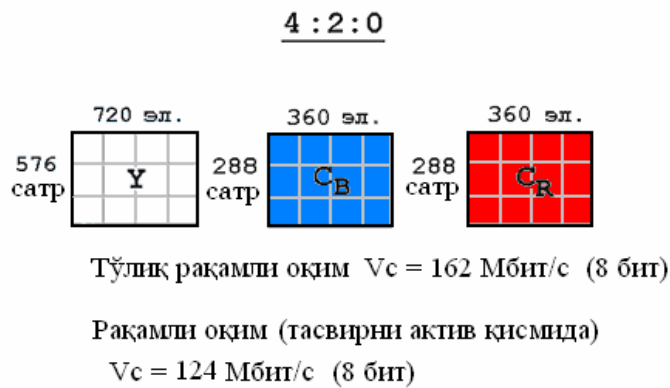 4:2:0
720 эл. 360 эл. 360 эл.
576 сатр Y 288 сатр CB 288 сатр CR
Тўлиқ рақамли оқим Vc = 162 Мбит/с (8 бит)
Рақамли оқим (тасвирни актив қисмида)
Vc = 124 Мбит/с (8 бит)